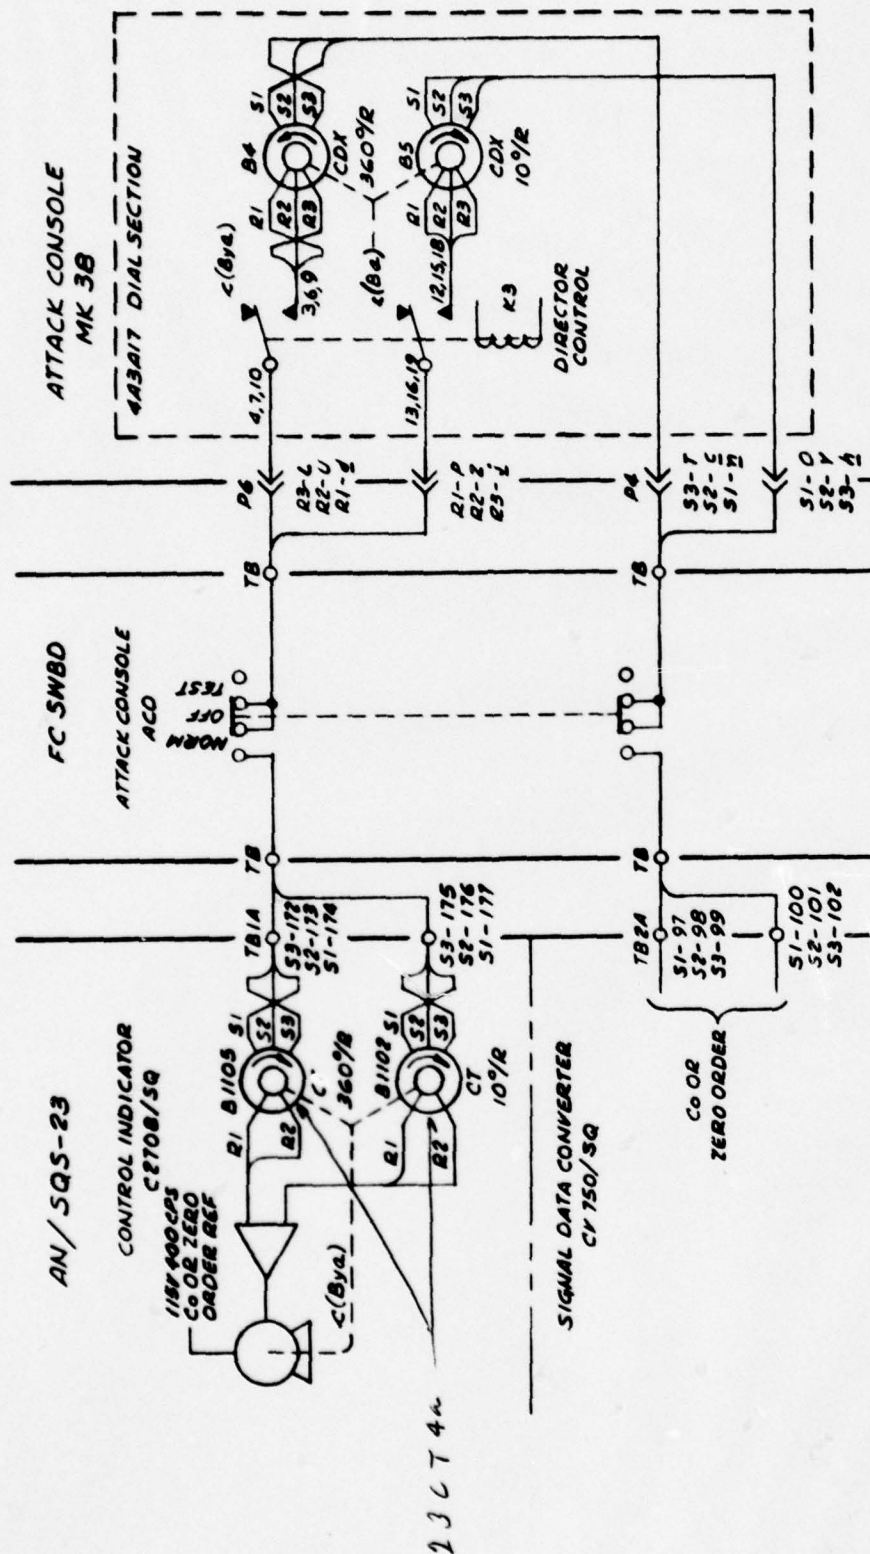 AN/SQS-23
FC SWBD
ATTACK CONSOLE
MK 38
CONTROL INDICATOR
C2708/SQ
115V 400 CPS
Co OR ZERO
ORDER REF
ATTACK CONSOLE
ACO
NORM
OFF
TEST
4A3A17 DIAL SECTION
R1
R2
B1103
S1
S2
S3
360°/R
TB1A
S3-172
S2-173
S1-174
TB
TB
P6
R3-L
R2-U
R1-d
4,7,10
<(Bya)
3,6,9
R1
R2
R3
B4
S1
S2
S3
CDX
360°/R
<(Bya)
R1
R2
B1102
S1
S2
S3
CT
10°/R
S3-175
S2-176
S1-177
R1-P
R2-Z
R3-i
13,16,19
<(Ba)
12,15,18
R1
R2
R3
B5
S1
S2
S3
CDX
10°/R
K3
DIRECTOR
CONTROL
23CT4a
SIGNAL DATA CONVERTER
CV 750/SQ
Co OR
ZERO ORDER
TB2A
S1-97
S2-98
S3-99
S1-100
S2-101
S3-102
TB
TB
P4
S3-T
S2-c
S1-n
S1-O
S2-Y
S3-h